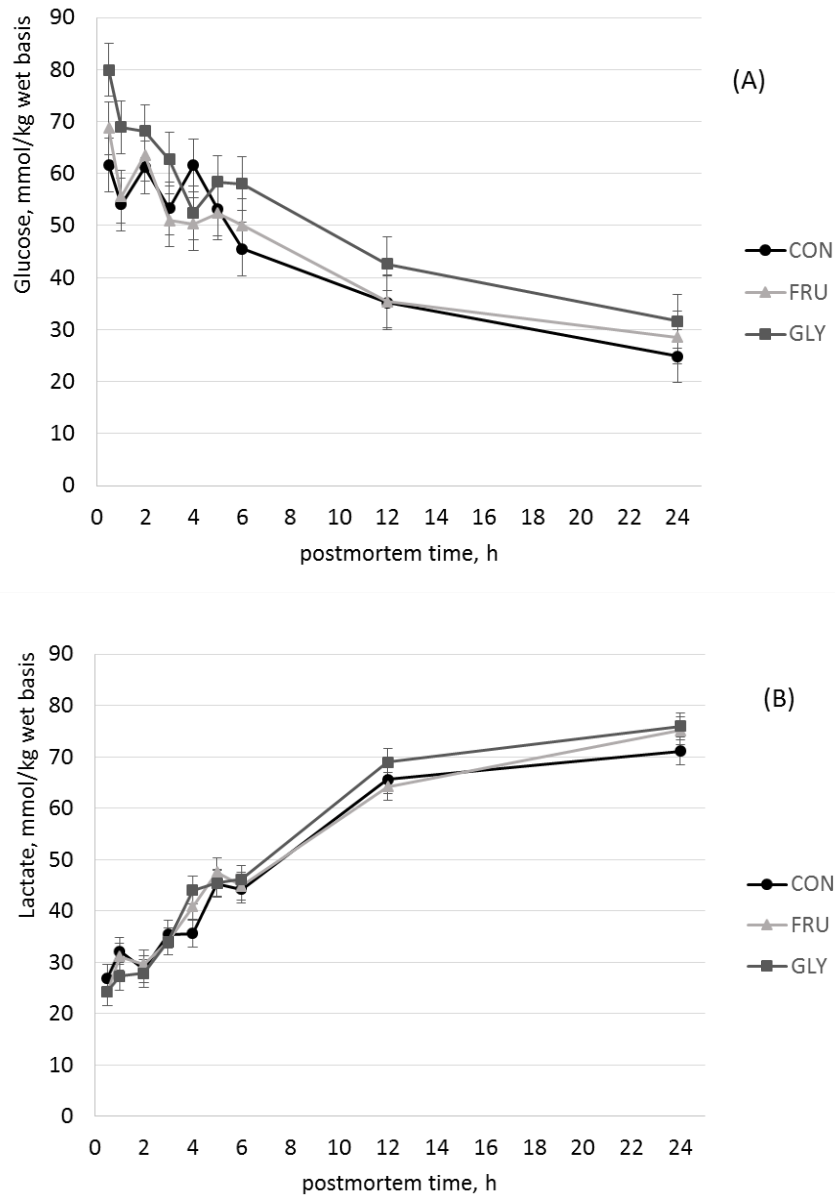 (A)
Glucose, mmol/kg wet basis
90
80
70
60
50
40
30
20
10
0
0 2 4 6 8 10 12 14 16 18 20 22 24
postmortem time, h
CON
FRU
GLY
(B)
Lactate, mmol/kg wet basis
90
80
70
60
50
40
30
20
10
0
0 2 4 6 8 10 12 14 16 18 20 22 24
postmortem time, h
CON
FRU
GLY